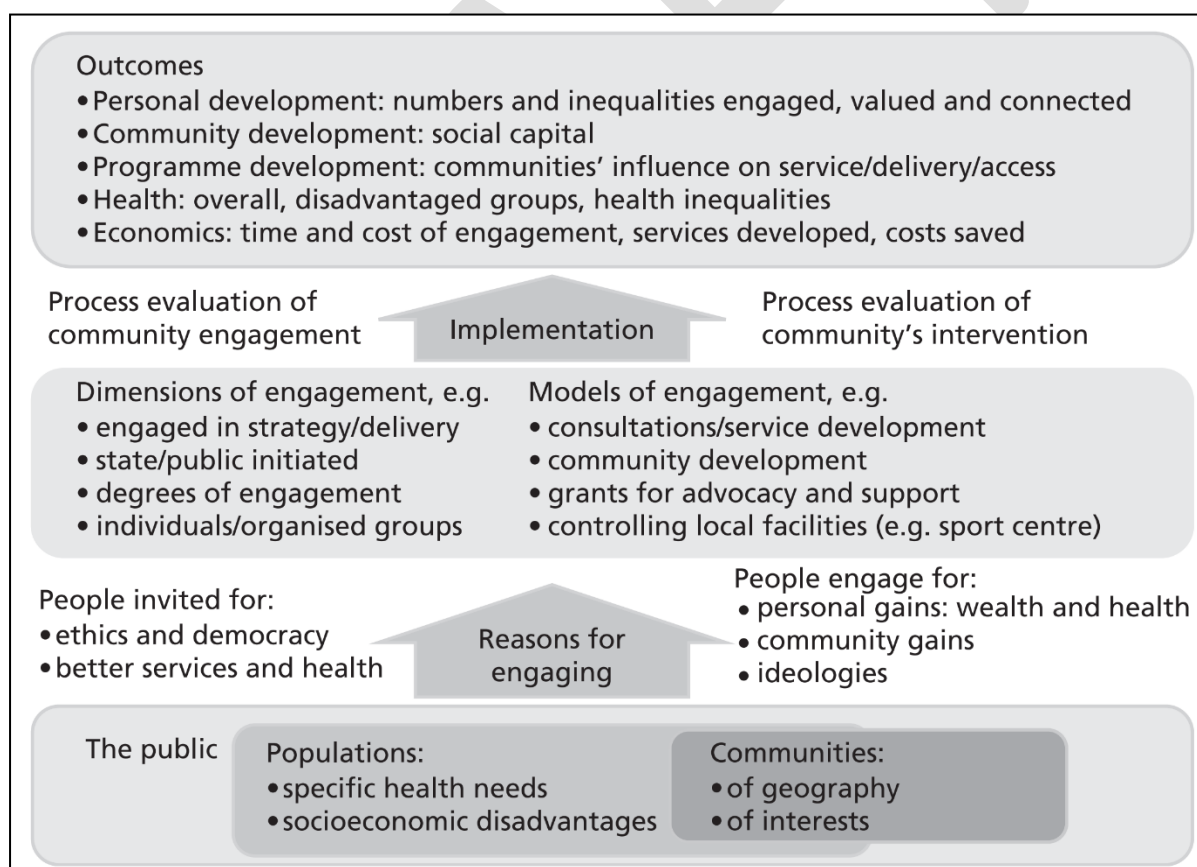 Outcomes
•Personal development: numbers and inequalities engaged, valued and connected
•Community development: social capital
•Programme development: communities' influence on service/delivery/access
•Health: overall, disadvantaged groups, health inequalities
•Economics: time and cost of engagement, services developed, costs saved
Process evaluation of
community engagement
Implementation
Process evaluation of
community's intervention
Dimensions of engagement, e.g.
• engaged in strategy/delivery
• state/public initiated
• degrees of engagement
• individuals/organised groups
Models of engagement, e.g.
• consultations/service development
• community development
• grants for advocacy and support
• controlling local facilities (e.g. sport centre)
People invited for:
•ethics and democracy
•better services and health
Reasons for
engaging
People engage for:
• personal gains: wealth and health
• community gains
• ideologies
The public
Populations:
•specific health needs
•socioeconomic disadvantages
Communities:
•of geography
•of interests